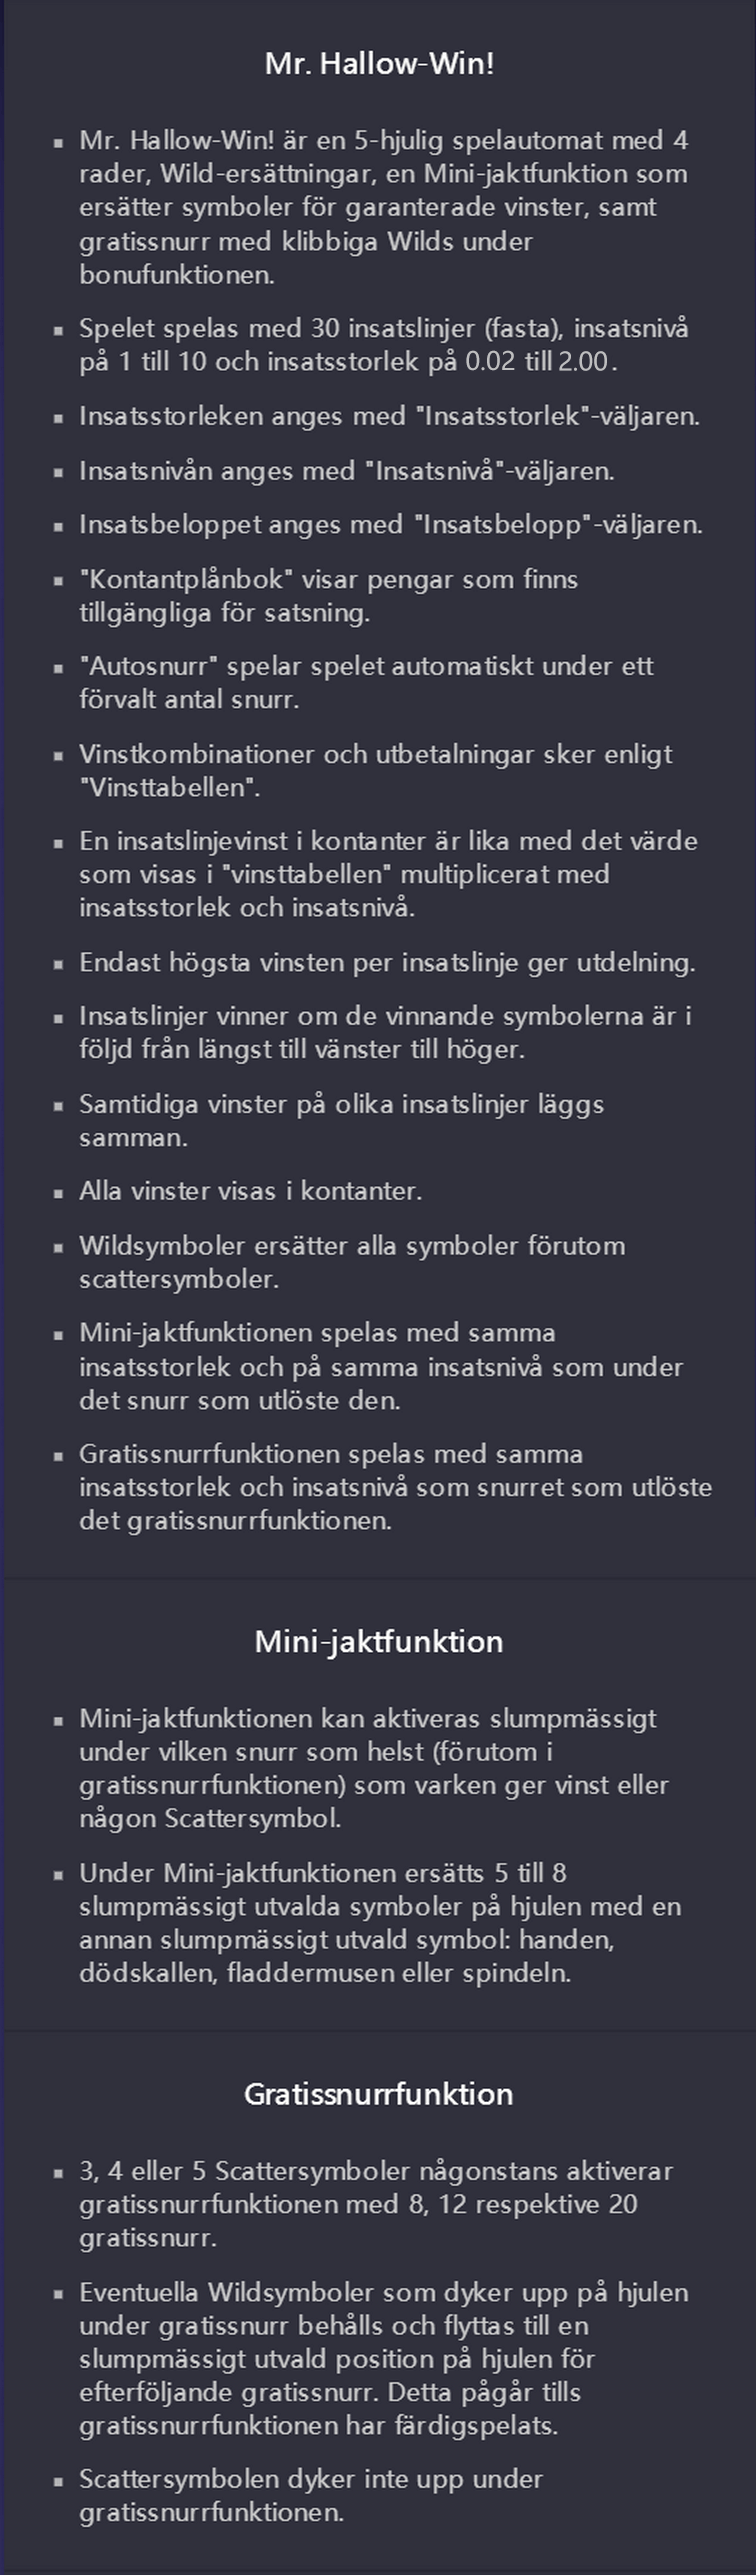 Mr. Hallow-Win!
▪ Mr. Hallow-Win! är en 5-hjulig spelautomat med 4
rader, Wild-ersättningar, en Mini-jaktfunktion som
ersätter symboler för garanterade vinster, samt
gratissnurr med klibbiga Wilds under
bonufunktionen.
▪ Spelet spelas med 30 insatslinjer (fasta), insatsnivå
på 1 till 10 och insatsstorlek på 0.02 till 2.00.
▪ Insatsstorleken anges med "Insatsstorlek"-väljaren.
▪ Insatsnivån anges med "Insatsnivå"-väljaren.
▪ Insatsbeloppet anges med "Insatsbelopp"-väljaren.
▪ "Kontantplånbok" visar pengar som finns
tillgängliga för satsning.
▪ "Autosnurr" spelar spelet automatiskt under ett
förvalt antal snurr.
▪ Vinstkombinationer och utbetalningar sker enligt
"Vinsttabellen".
▪ En insatslinjevinst i kontanter är lika med det värde
som visas i "vinsttabellen" multiplicerat med
insatsstorlek och insatsnivå.
▪ Endast högsta vinsten per insatslinje ger utdelning.
▪ Insatslinjer vinner om de vinnande symbolerna är i
följd från längst till vänster till höger.
▪ Samtidiga vinster på olika insatslinjer läggs
samman.
▪ Alla vinster visas i kontanter.
▪ Wildsymboler ersätter alla symboler förutom
scattersymboler.
▪ Mini-jaktfunktionen spelas med samma
insatsstorlek och på samma insatsnivå som under
det snurr som utlöste den.
▪ Gratissnurrfunktionen spelas med samma
insatsstorlek och insatsnivå som snurret som utlöste
det gratissnurrfunktionen.
Mini-jaktfunktion
▪ Mini-jaktfunktionen kan aktiveras slumpmässigt
under vilken snurr som helst (förutom i
gratissnurrfunktionen) som varken ger vinst eller
någon Scattersymbol.
▪ Under Mini-jaktfunktionen ersätts 5 till 8
slumpmässigt utvalda symboler på hjulen med en
annan slumpmässigt utvald symbol: handen,
dödskallen, fladdermusen eller spindeln.
Gratissnurrfunktion
▪ 3, 4 eller 5 Scattersymboler någonstans aktiverar
gratissnurrfunktionen med 8, 12 respektive 20
gratissnurr.
▪ Eventuella Wildsymboler som dyker upp på hjulen
under gratissnurr behålls och flyttas till en
slumpmässigt utvald position på hjulen för
efterföljande gratissnurr. Detta pågår tills
gratissnurrfunktionen har färdigspelats.
▪ Scattersymbolen dyker inte upp under
gratissnurrfunktionen.